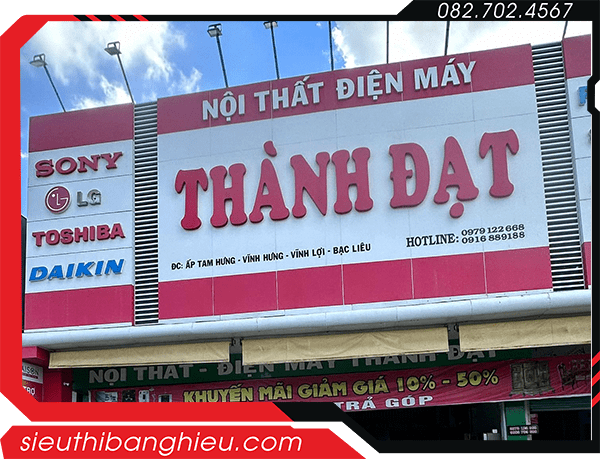 082.702.4567
NỘI THẤT ĐIỆN MÁY
SONY
LG
TOSHIBA
DAIKIN
THÀNH ĐẠT
ĐC: ẤP TAM HƯNG - VĨNH HƯNG - VĨNH LỢI - BẠC LIÊU
HOTLINE: 0979 122 668
0916 889188
NỘI THẤT - ĐIỆN MÁY THÀNH ĐẠT
KHUYẾN MÃI GIẢM GIÁ 10% - 50%
TRẢ GÓP
sieuthibanghieu.com